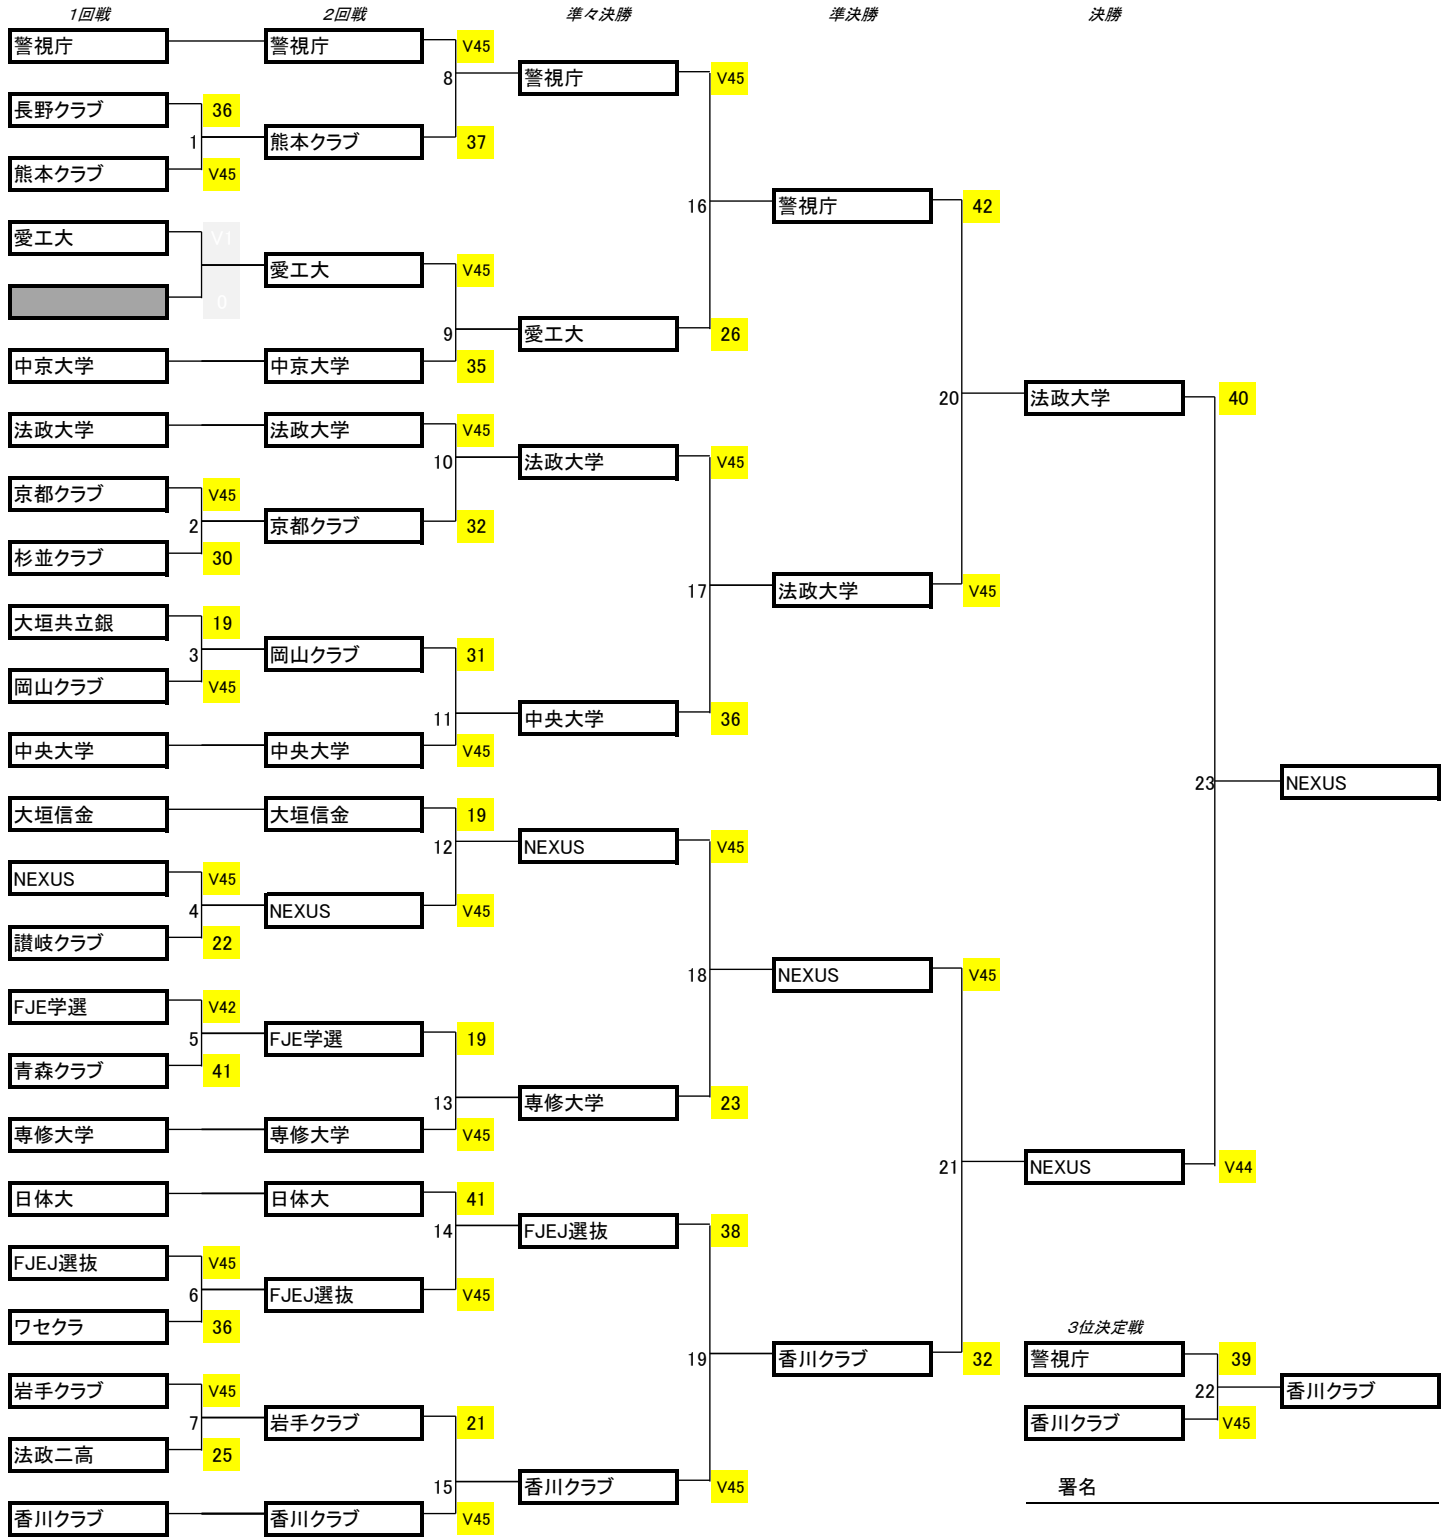 1回戦 2回戦 準々決勝 準決勝 決勝
警視庁 警視庁 V45
8 警視庁 V45
長野クラブ 36
1 熊本クラブ 37
熊本クラブ V45
16 警視庁 42
愛工大 V1
愛工大 V45
0
9 愛工大 26
中京大学 中京大学 35
20 法政大学 40
法政大学 法政大学 V45
10 法政大学 V45
京都クラブ V45
2 京都クラブ 32
杉並クラブ 30
17 法政大学 V45
大垣共立銀 19
3 岡山クラブ 31
岡山クラブ V45
11 中央大学 36
中央大学 中央大学 V45
23 NEXUS
大垣信金 大垣信金 19
12 NEXUS V45
NEXUS V45
4 NEXUS V45
讃岐クラブ 22
18 NEXUS V45
FJE学選 V42
5 FJE学選 19
青森クラブ 41
13 専修大学 23
専修大学 専修大学 V45
21 NEXUS V44
日体大 日体大 41
14 FJEJ選抜 38
FJEJ選抜 V45
6 FJEJ選抜 V45
ワセクラ 36
3位決定戦
19 香川クラブ 32
警視庁 39
岩手クラブ V45
22 香川クラブ
7 岩手クラブ 21
香川クラブ V45
法政二高 25
15 香川クラブ V45
署名
香川クラブ 香川クラブ V45